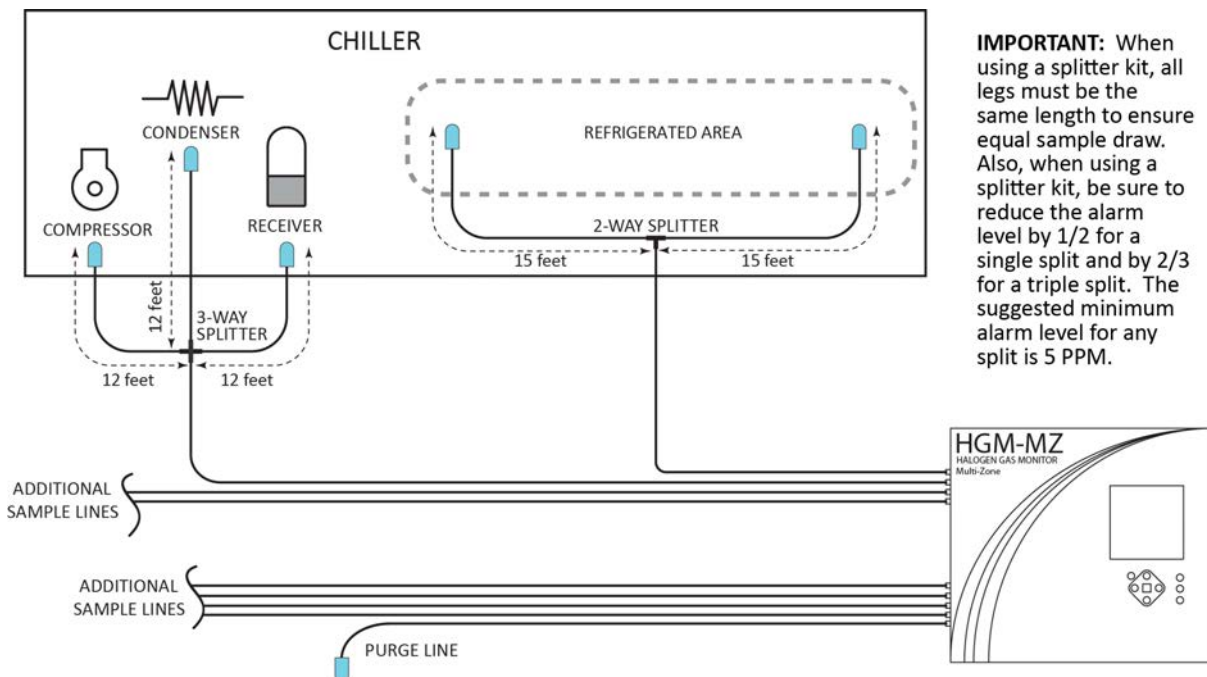 CHILLER
CONDENSER
COMPRESSOR
RECEIVER
12 feet
3-WAY
SPLITTER
12 feet
12 feet
REFRIGERATED AREA
2-WAY SPLITTER
15 feet
15 feet
IMPORTANT: When
using a splitter kit, all
legs must be the
same length to ensure
equal sample draw.
Also, when using a
splitter kit, be sure to
reduce the alarm
level by 1/2 for a
single split and by 2/3
for a triple split. The
suggested minimum
alarm level for any
split is 5 PPM.
HGM-MZ
HALOGEN GAS MONITOR
Multi-Zone
ADDITIONAL
SAMPLE LINES
ADDITIONAL
SAMPLE LINES
PURGE LINE